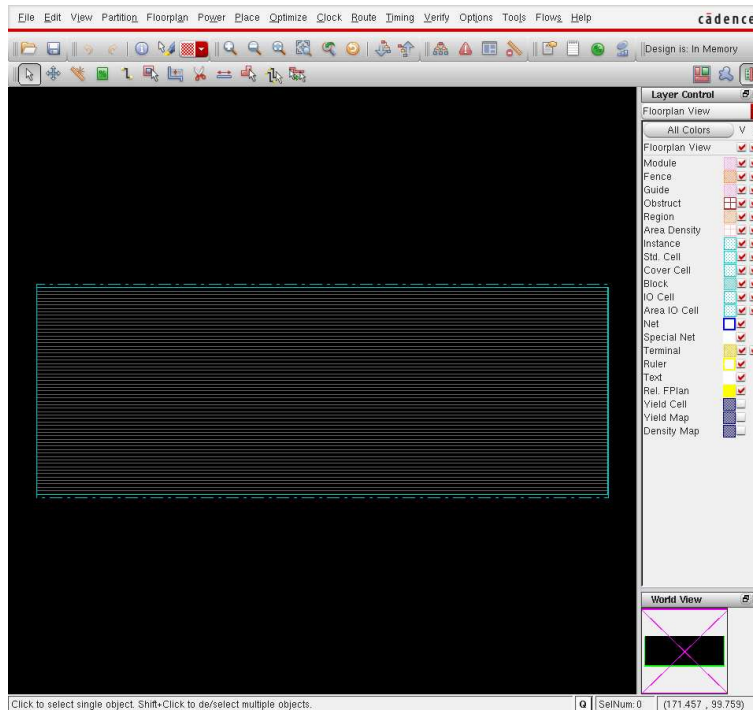 File Edit View Partition Floorplan Power Place Optimize Clock Route Timing Verify Options Tools Flows Help
cādence
Design is: In Memory
Layer Control
Floorplan View
All Colors V
Floorplan View
Module
Fence
Guide
Obstruct
Region
Area Density
Instance
Std. Cell
Cover Cell
Block
IO Cell
Area IO Cell
Net
Special Net
Terminal
Ruler
Text
Rel. FPlan
Yield Cell
Yield Map
Density Map
World View
Click to select single object. Shift+Click to de/select multiple objects.
Q SelNum: 0 (171.457 , 99.759)